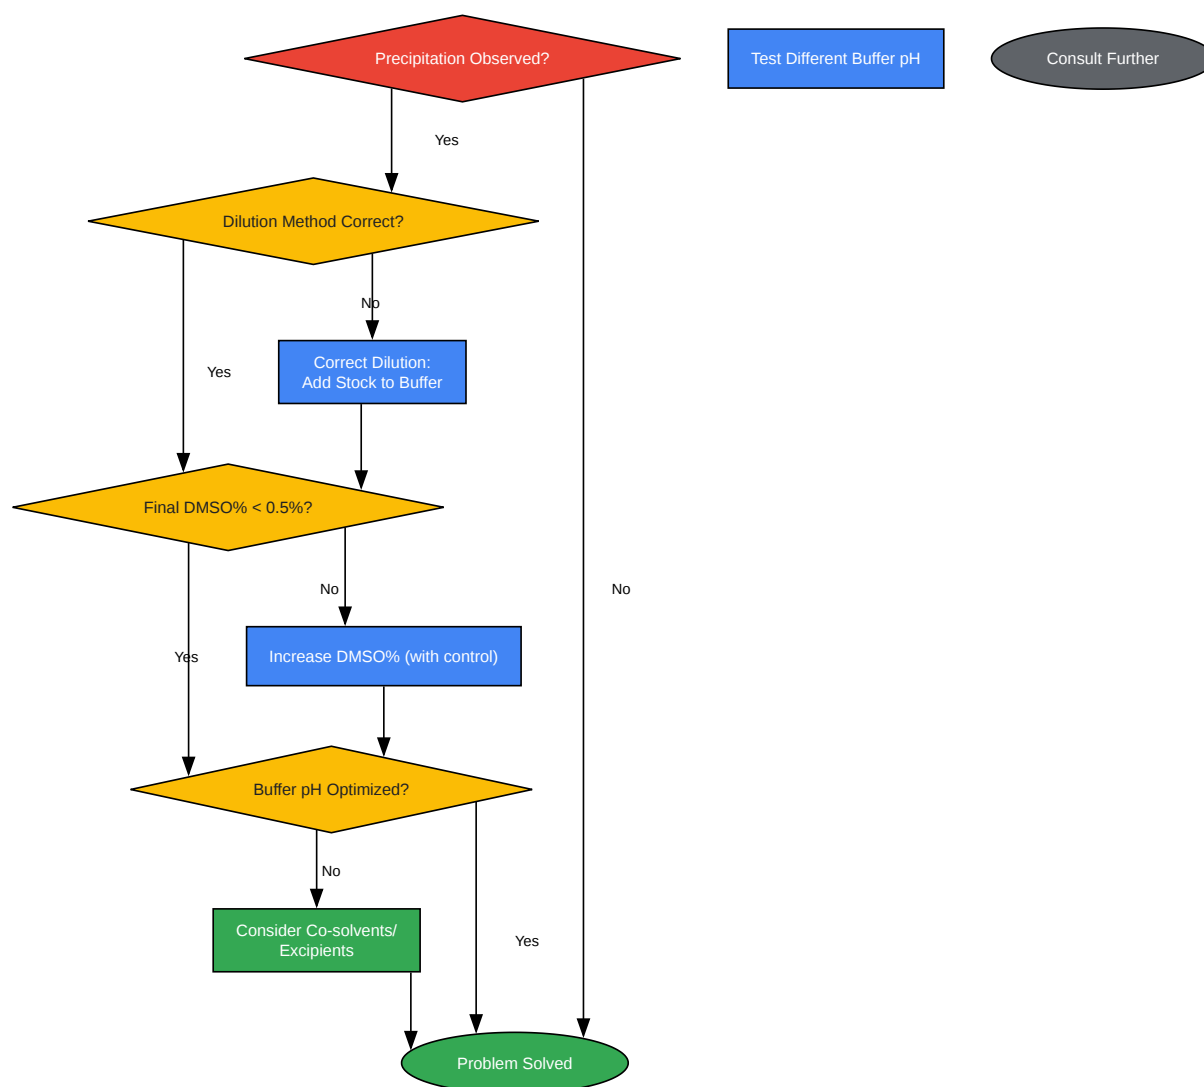 Precipitation Observed?
Test Different Buffer pH
Consult Further
Yes
Dilution Method Correct?
No
Correct Dilution:
Add Stock to Buffer
Yes
Final DMSO% < 0.5%?
No
No
Increase DMSO% (with control)
Yes
Buffer pH Optimized?
No
Consider Co-solvents/
Excipients
Yes
Problem Solved